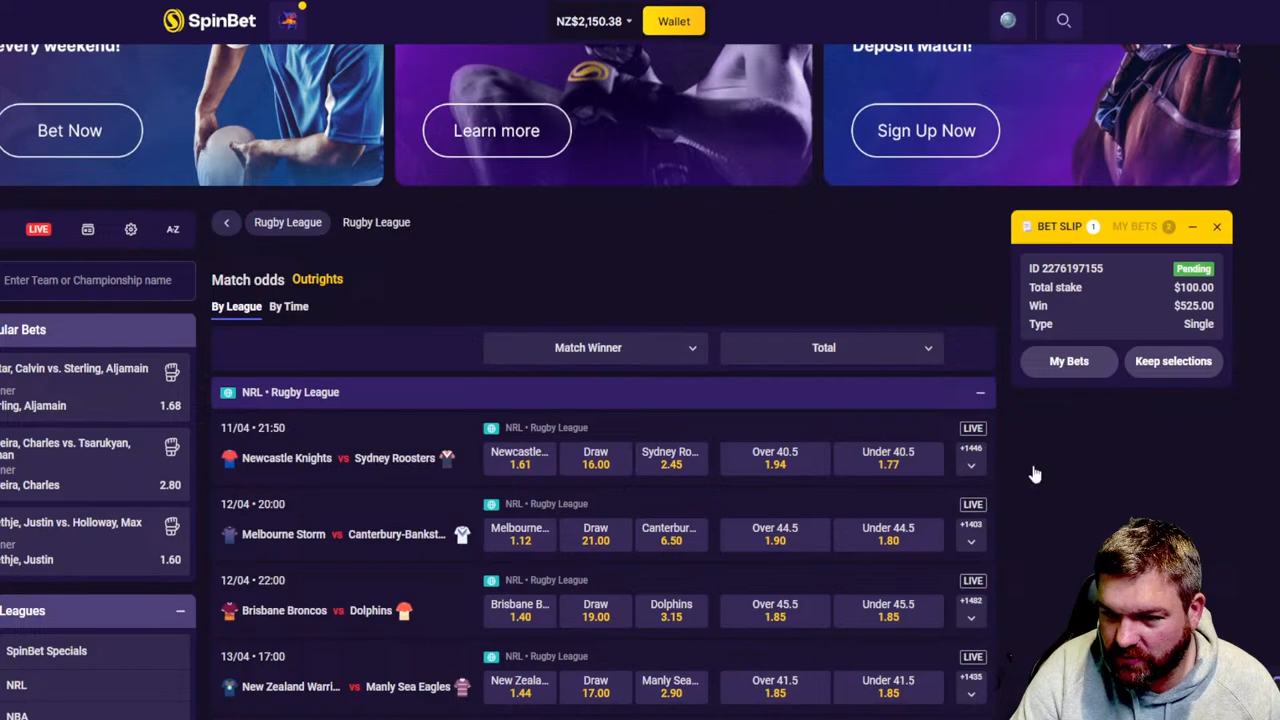 SpinBet
NZ$2,150.38
Wallet
every weekend!
Deposit Match!
Bet Now
Learn more
Sign Up Now
LIVE
A-Z
Rugby League
Rugby League
BET SLIP 1
MY BETS 2
Enter Team or Championship name
Match odds
Outrights
ID 2276197155
Pending
Total stake
$100.00
Win
$525.00
Type
Single
My Bets
Keep selections
By League
By Time
ular Bets
Match Winner
Total
tar, Calvin vs. Sterling, Aljamain
ner
rling, Aljamain
1.68
eira, Charles vs. Tsarukyan,
man
ner
eira, Charles
2.80
ethje, Justin vs. Holloway, Max
ner
ethje, Justin
1.60
NRL • Rugby League
11/04 • 21:50
NRL • Rugby League
LIVE
Newcastle Knights vs Sydney Roosters
Newcastle...
1.61
Draw
16.00
Sydney Ro...
2.45
Over 40.5
1.94
Under 40.5
1.77
+1446
12/04 • 20:00
NRL • Rugby League
LIVE
Melbourne Storm vs Canterbury-Bankst...
Melbourne...
1.12
Draw
21.00
Canterbur...
6.50
Over 44.5
1.90
Under 44.5
1.80
+1403
12/04 • 22:00
NRL • Rugby League
LIVE
Brisbane Broncos vs Dolphins
Brisbane B...
1.40
Draw
19.00
Dolphins
3.15
Over 45.5
1.85
Under 45.5
1.85
+1482
13/04 • 17:00
NRL • Rugby League
LIVE
New Zealand Warri... vs Manly Sea Eagles
New Zeala...
1.44
Draw
17.00
Manly Sea...
2.90
Over 41.5
1.85
Under 41.5
1.85
+1435
Leagues
SpinBet Specials
NRL
NBA